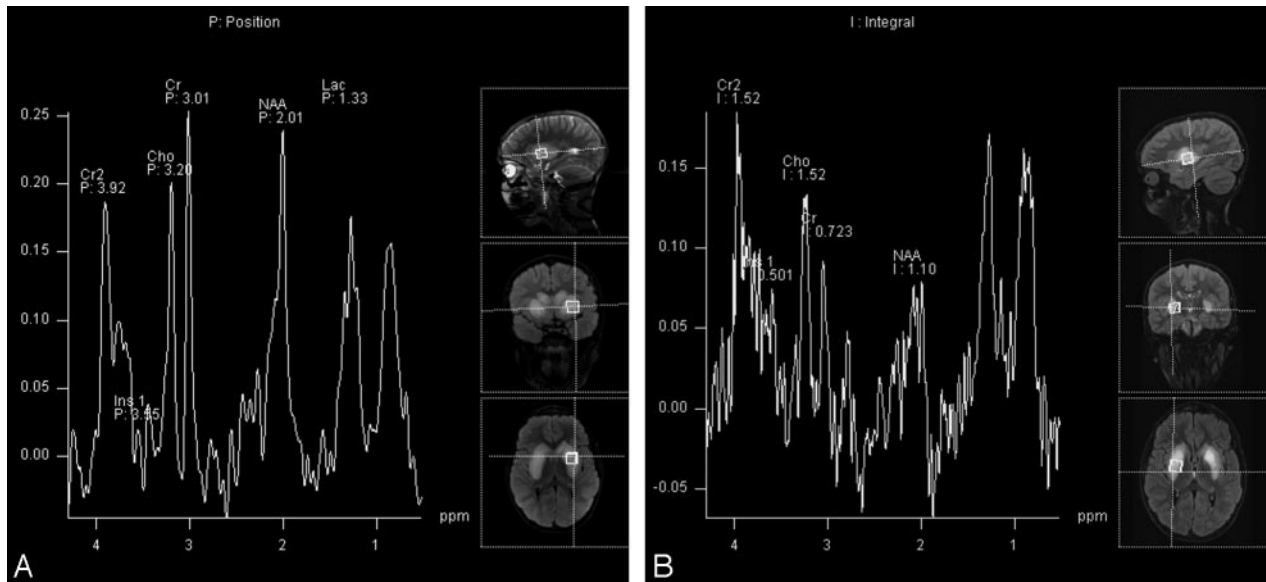 P: Position
Cr
P: 3.01
Lac
P: 1.33
NAA
P: 2.01
Cho
P: 3.20
Cr2
P: 3.92
Ins 1
P: 3.55
0.25
0.20
0.15
0.10
0.05
0.00
ppm
4 3 2 1
A
I : Integral
Cr2
I : 1.52
Cho
I : 1.52
Cr
0.723
Ins 1
0.501
NAA
I : 1.10
0.15
0.10
0.05
0.00
-0.05
ppm
4 3 2 1
B